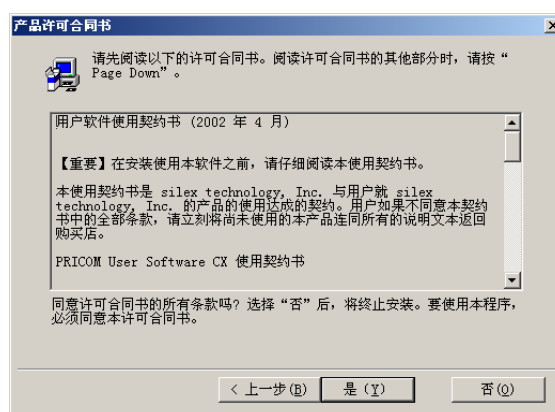 产品许可合同书
请先阅读以下的许可合同书。阅读许可合同书的其他部分时，请按“
Page Down”。
用户软件使用契约书 (2002 年 4 月)
【重要】在安装使用本软件之前，请仔细阅读本使用契约书。
本使用契约书是 silex technology, Inc. 与用户就 silex
technology, Inc. 的产品的使用达成的契约。用户如果不同意本契约
书中的全部条款，请立刻将尚未使用的本产品连同所有的说明文本返回
购买店。
PRICOM User Software CX 使用契约书
同意许可合同书的所有条款吗？选择“否”后，将终止安装。要使用本程序，
必须同意本许可合同书。
< 上一步(B) 是(Y) 否(O)